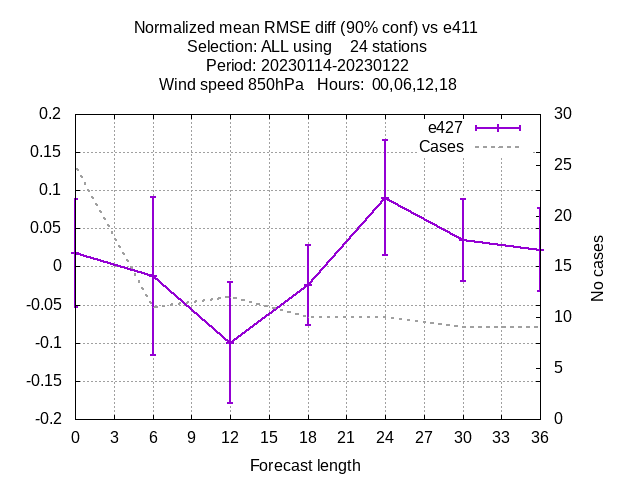 Normalized mean RMSE diff (90% conf) vs e411
Selection: ALL using    24 stations
Period: 20230114-20230122
Wind speed 850hPa   Hours:  00,06,12,18
0.2
0.15
0.1
0.05
0
-0.05
-0.1
-0.15
-0.2
e427
Cases
30
25
20
15
10
5
0
No cases
0 3 6 9 12 15 18 21 24 27 30 33 36
Forecast length